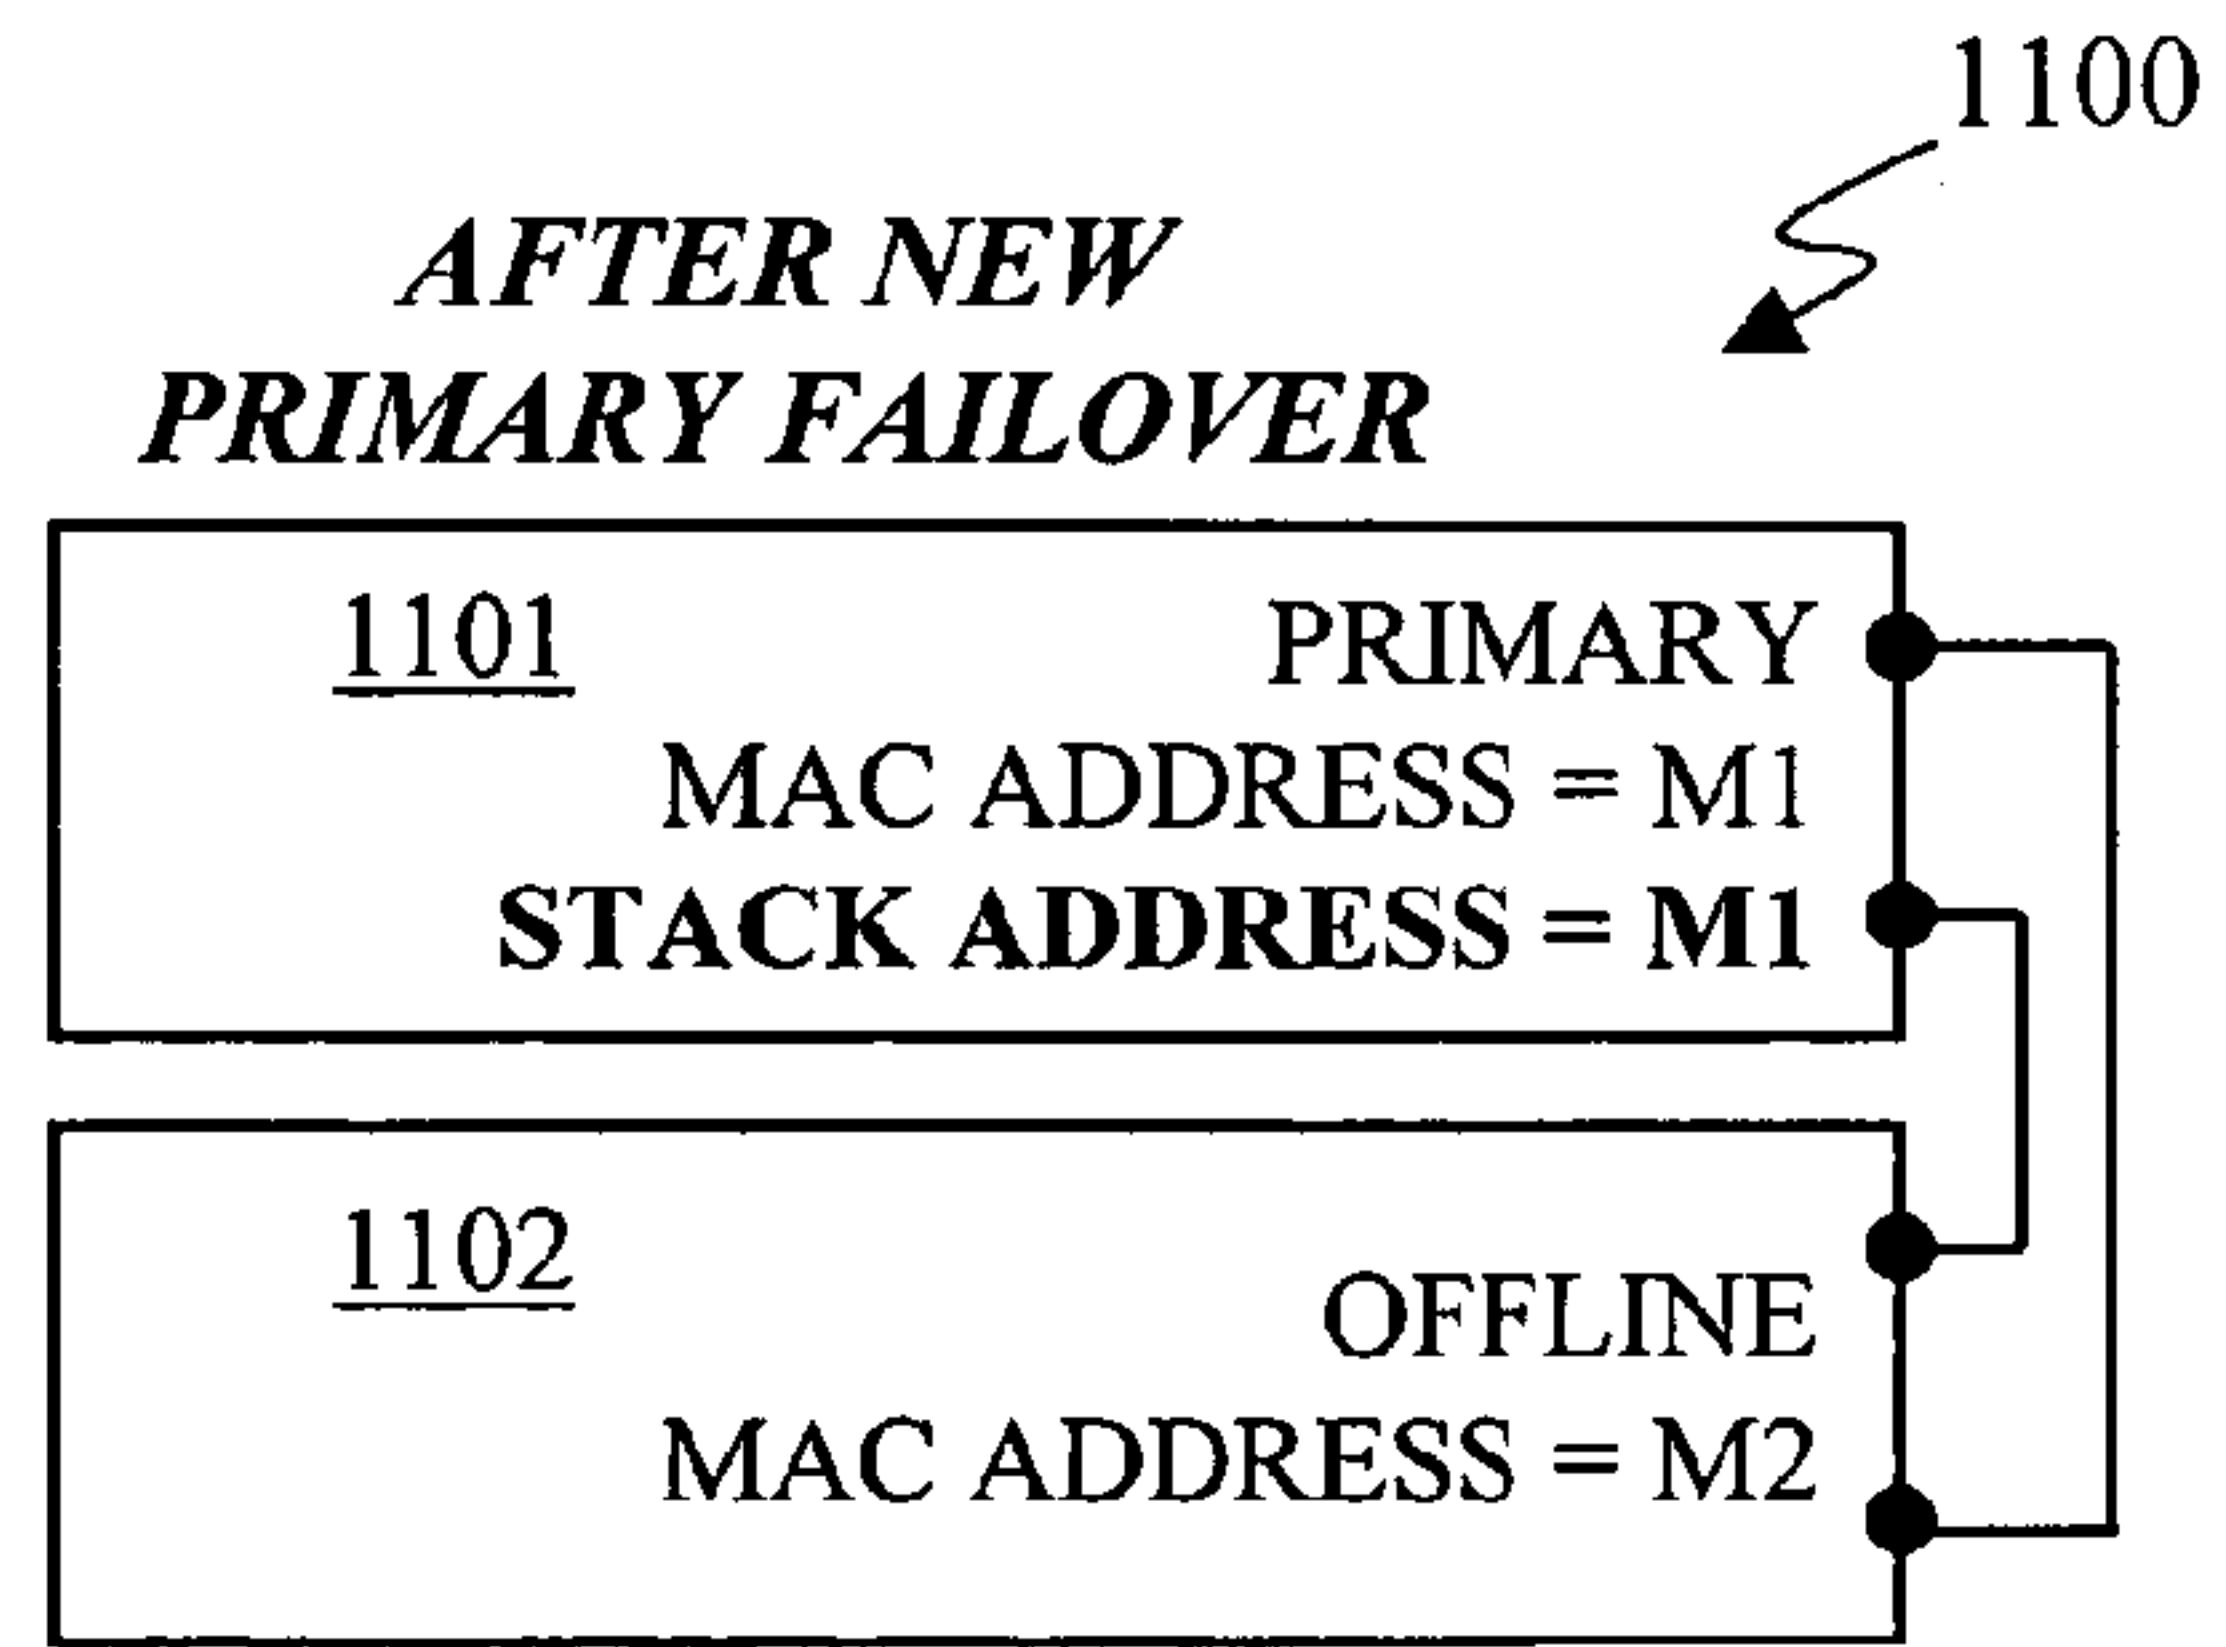 1100
AFTER NEW
PRIMARY FAILOVER
1101 PRIMARY
MAC ADDRESS = M1
STACK ADDRESS = M1
1102
OFFLINE
MAC ADDRESS = M2